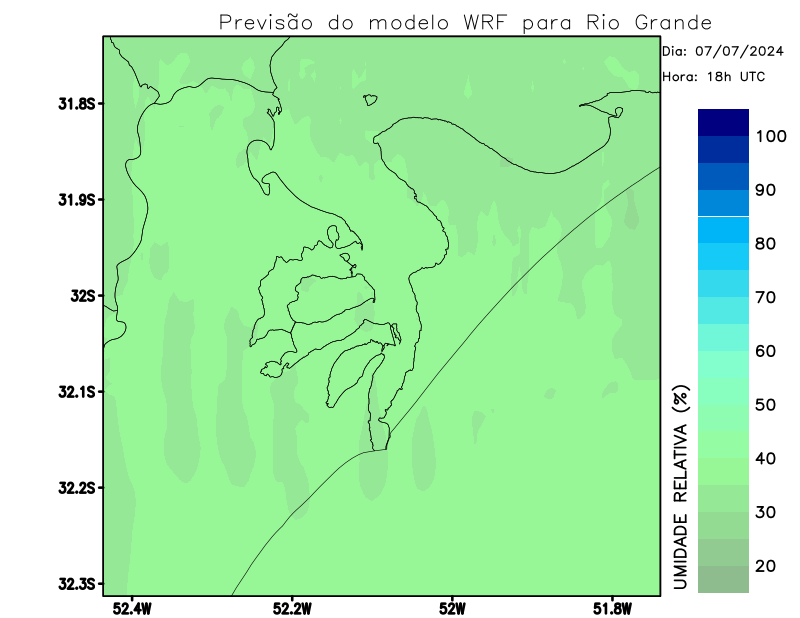 Previsão do modelo WRF para Rio Grande
Dia: 07/07/2024
Hora: 18h UTC
31.8S
31.9S
32S
32.1S
32.2S
32.3S
52.4W
52.2W
52W
51.8W
100
90
80
70
60
50
40
30
20
UMIDADE RELATIVA (%)